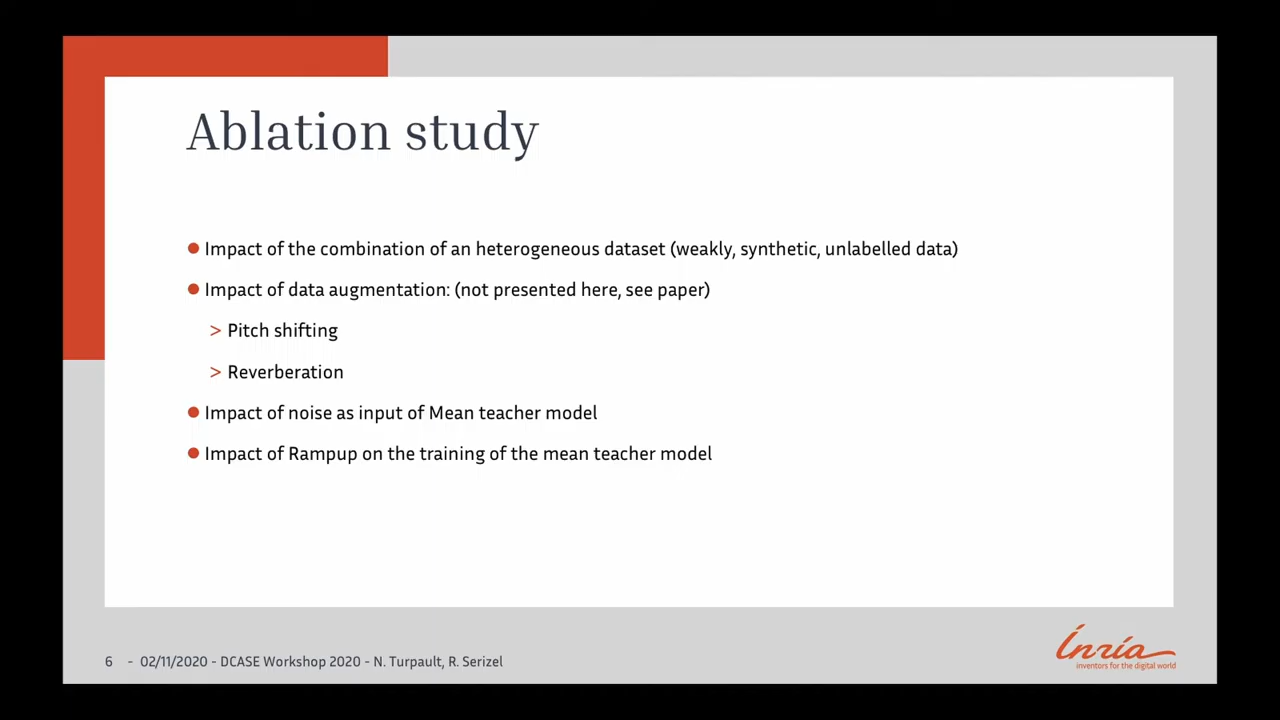 Ablation study
Impact of the combination of an heterogeneous dataset (weakly, synthetic, unlabelled data)
Impact of data augmentation: (not presented here, see paper)
> Pitch shifting
> Reverberation
Impact of noise as input of Mean teacher model
Impact of Rampup on the training of the mean teacher model
6 - 02/11/2020 - DCASE Workshop 2020 - N. Turpault, R. Serizel
Inria
inventors for the digital world